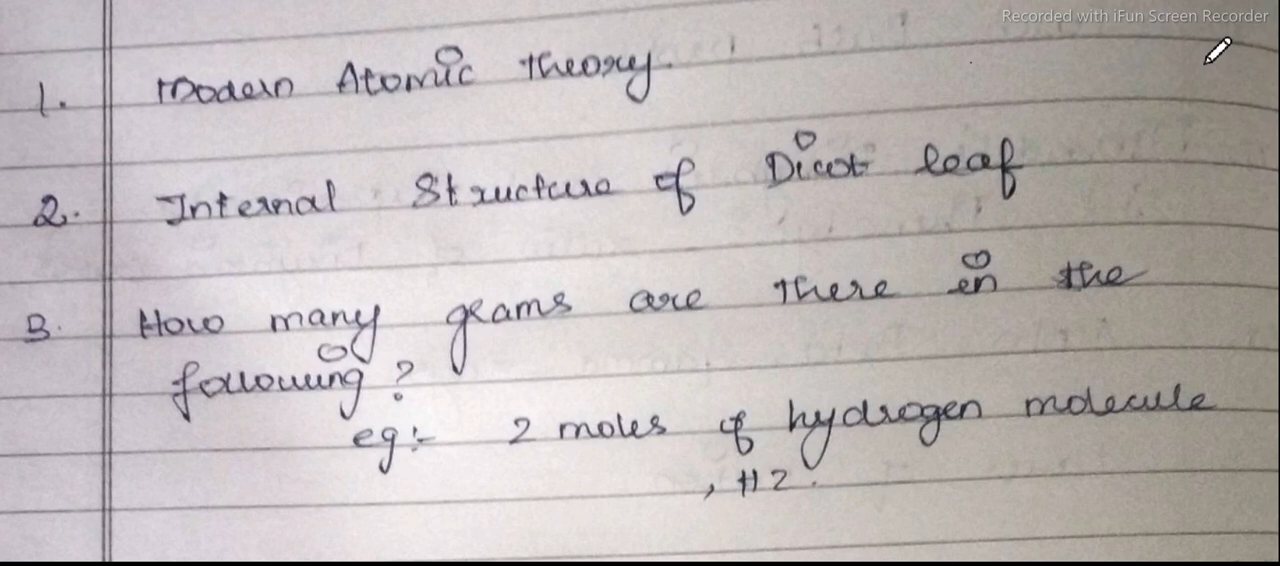 Recorded with iFun Screen Recorder
1. Modern Atomic Theory.
2. Internal Structure of Dicot leaf
3. How many grams are there in the
following?
eg:- 2 moles of hydrogen molecule
, H2.